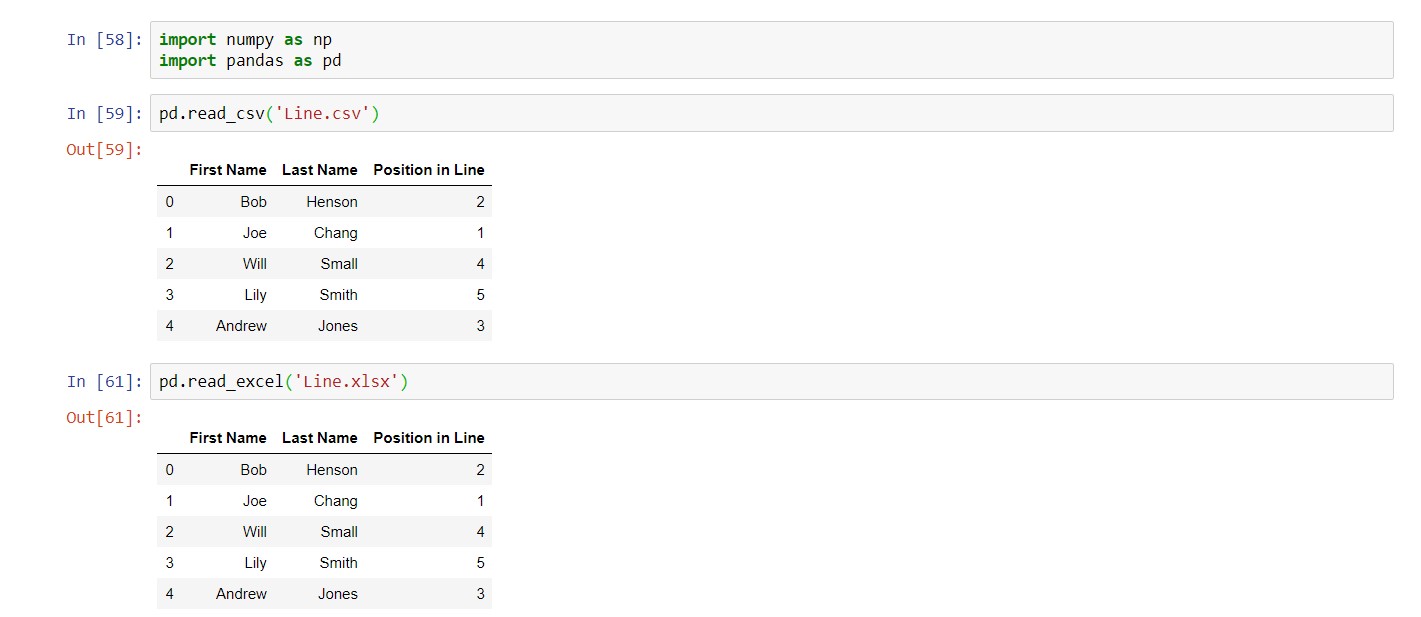 In [58]: import numpy as np
import pandas as pd
In [59]: pd.read_csv('Line.csv')
Out[59]:
First Name Last Name Position in Line
0 Bob Henson 2
1 Joe Chang 1
2 Will Small 4
3 Lily Smith 5
4 Andrew Jones 3
In [61]: pd.read_excel('Line.xlsx')
Out[61]:
First Name Last Name Position in Line
0 Bob Henson 2
1 Joe Chang 1
2 Will Small 4
3 Lily Smith 5
4 Andrew Jones 3